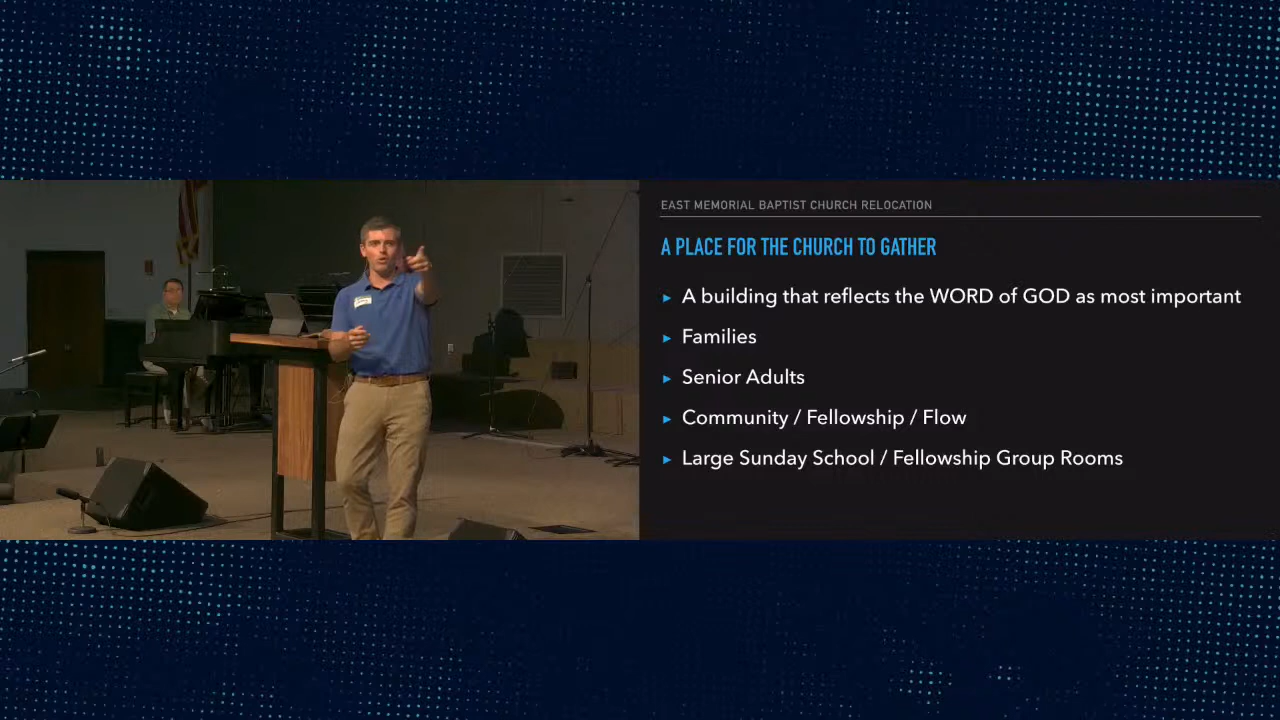 EAST MEMORIAL BAPTIST CHURCH RELOCATION
A PLACE FOR THE CHURCH TO GATHER
▸ A building that reflects the WORD of GOD as most important
▸ Families
▸ Senior Adults
▸ Community / Fellowship / Flow
▸ Large Sunday School / Fellowship Group Rooms